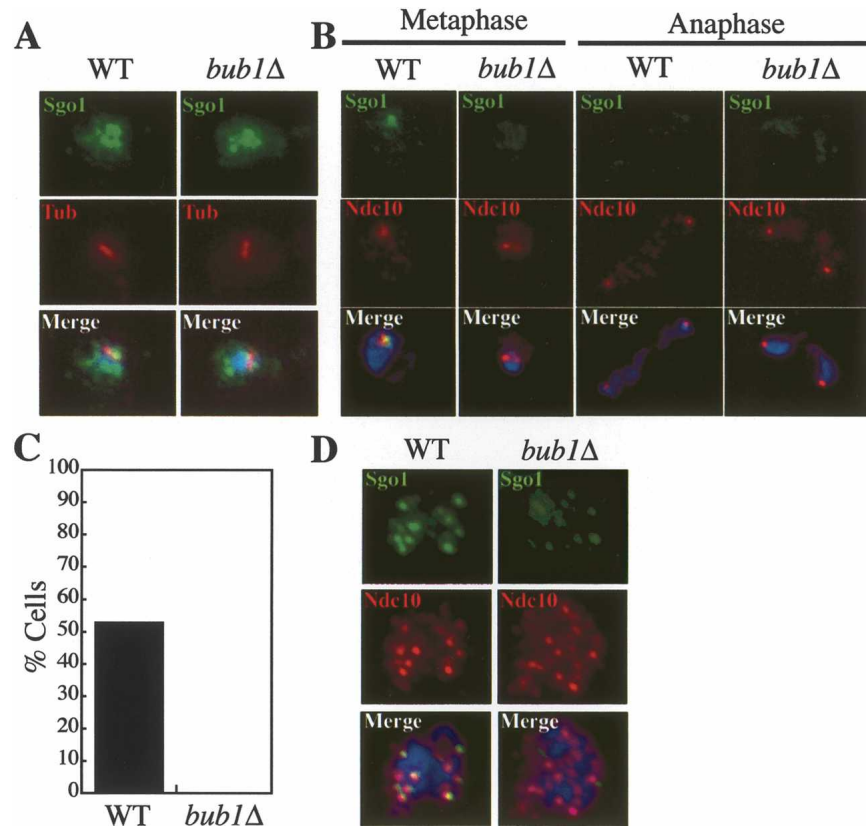 A
WT
bub1Δ
Sgo1
Sgo1
Tub
Tub
Merge
Merge
B
Metaphase
Anaphase
WT
bub1Δ
WT
bub1Δ
Sgo1
Sgo1
Sgo1
Sgo1
Ndc10
Ndc10
Ndc10
Ndc10
Merge
Merge
Merge
Merge
C
% Cells
100
90
80
70
60
50
40
30
20
10
0
WT
bub1Δ
D
WT
bub1Δ
Sgo1
Sgo1
Ndc10
Ndc10
Merge
Merge